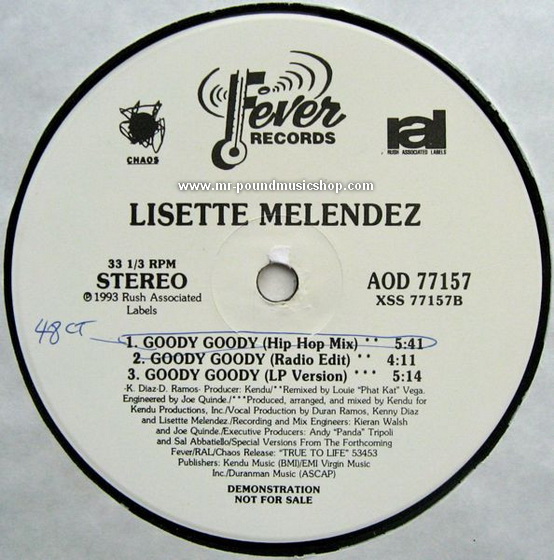 Fever
RECORDS
CHAOS
ral
RUSH ASSOCIATED LABELS
www.mr-poundmusicshop.com
LISETTE MELENDEZ
33 1/3 RPM
STEREO
℗ 1993 Rush Associated
Labels
AOD 77157
XSS 77157B
48 CT
1. GOODY GOODY (Hip Hop Mix) ** 5:41
2. GOODY GOODY (Radio Edit) ** 4:11
3. GOODY GOODY (LP Version) *** 5:14
-K. Diaz-D. Ramos- Producer: Kendu/**Remixed by Louie "Phat Kat" Vega.
Engineered by Joe Quinde./***Produced, arranged, and mixed by Kendu for
Kendu Productions, Inc./Vocal Production by Duran Ramos, Kenny Diaz
and Lisettte Melendez./Recording and Mix Engineers: Kieran Walsh
and Joe Quinde./Executive Producers: Andy "Panda" Tripoli
and Sal Abbatiello/Special Versions From The Forthcoming
Fever/RAL/Chaos Release: "TRUE TO LIFE" 53453
Publishers: Kendu Music (BMI)/EMI Virgin Music
Inc./Duranman Music (ASCAP)
DEMONSTRATION
NOT FOR SALE